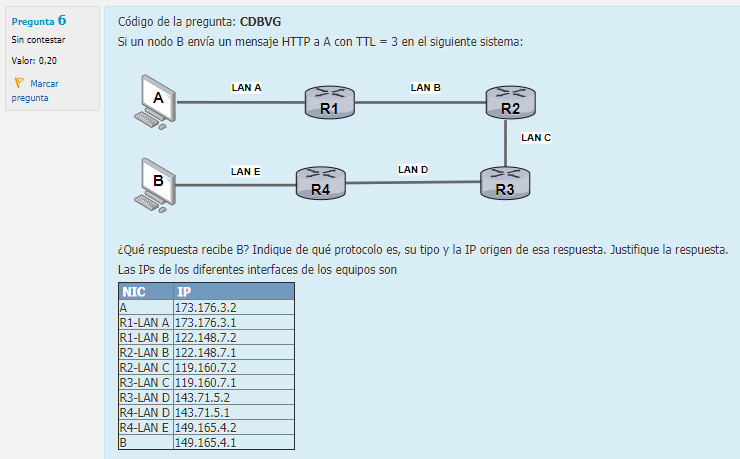 Pregunta 6
Sin contestar
Valor: 0,20
Marcar
pregunta
Código de la pregunta: CDBVG
Si un nodo B envía un mensaje HTTP a A con TTL = 3 en el siguiente sistema:
A
LAN A
R1
LAN B
R2
LAN C
B
LAN E
R4
LAN D
R3
¿Qué respuesta recibe B? Indique de qué protocolo es, su tipo y la IP origen de esa respuesta. Justifique la respuesta.
Las IPs de los diferentes interfaces de los equipos son
NIC IP
A 173.176.3.2
R1-LAN A 173.176.3.1
R1-LAN B 122.148.7.2
R2-LAN B 122.148.7.1
R2-LAN C 119.160.7.2
R3-LAN C 119.160.7.1
R3-LAN D 143.71.5.2
R4-LAN D 143.71.5.1
R4-LAN E 149.165.4.2
B 149.165.4.1